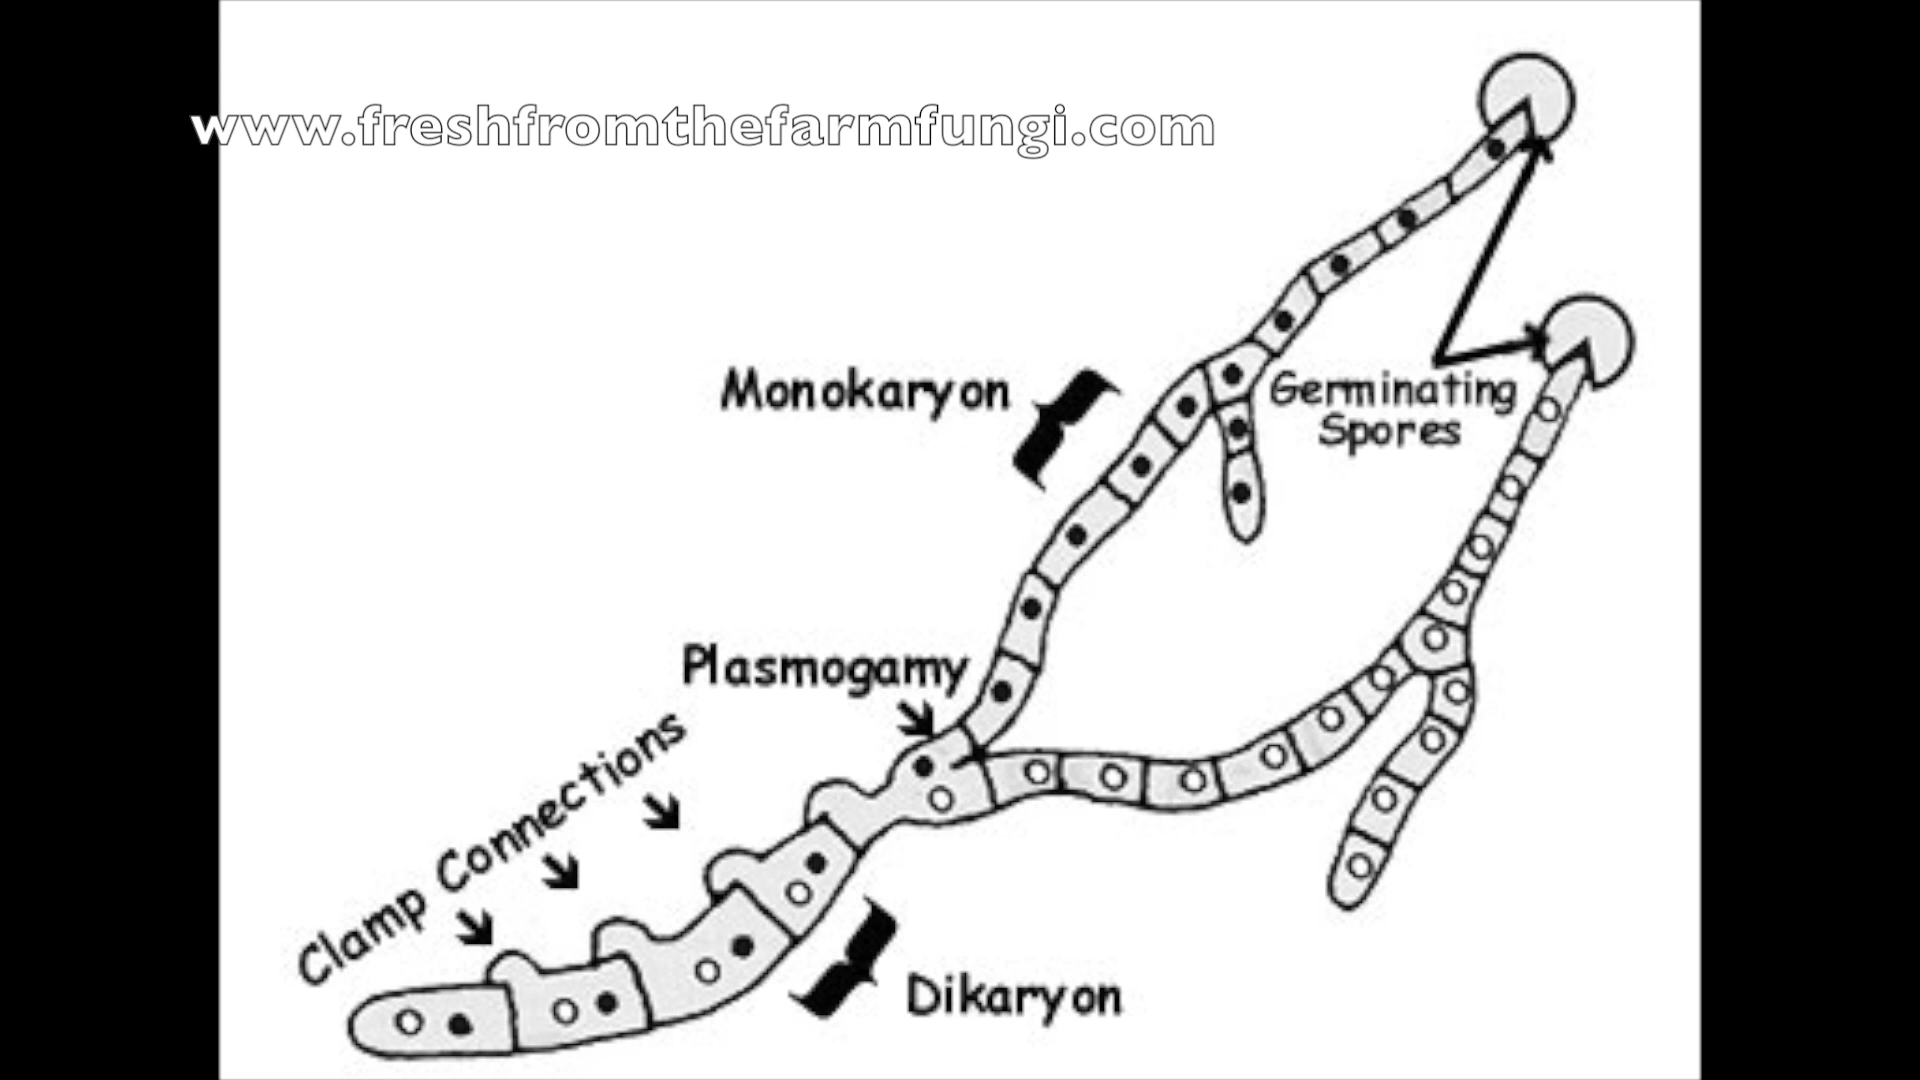 www.freshfromthefarmfungi.com
Monokaryon
Germinating
Spores
Plasmogamy
Clamp Connections
Dikaryon